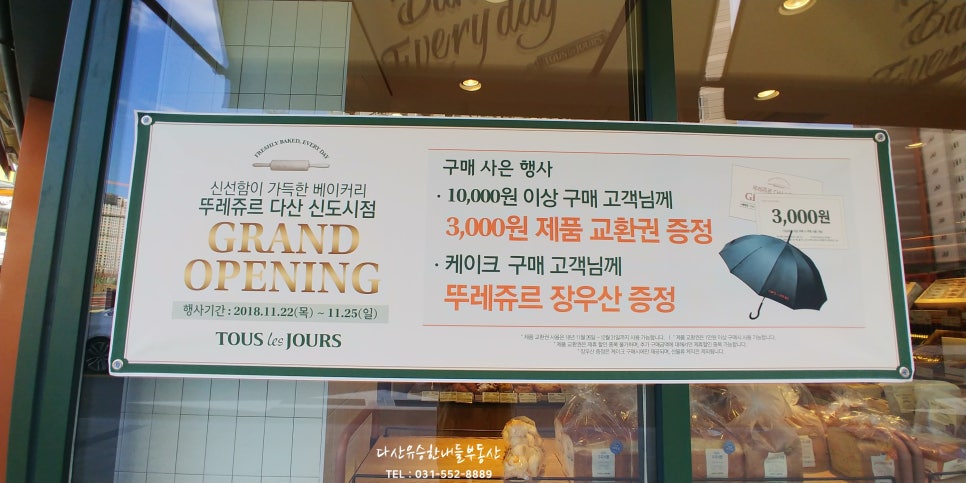 Every day
FRESHLY BAKED, EVERY DAY
신선함이 가득한 베이커리
뚜레쥬르 다산 신도시점
GRAND
OPENING
행사기간 : 2018.11.22(목) ~ 11.25(일)
TOUS les JOURS
구매 사은 행사
· 10,000원 이상 구매 고객님께
3,000원 제품 교환권 증정
· 케이크 구매 고객님께
뚜레쥬르 장우산 증정
3,000원
다산유승한내들부동산
TEL : 031-552-8889